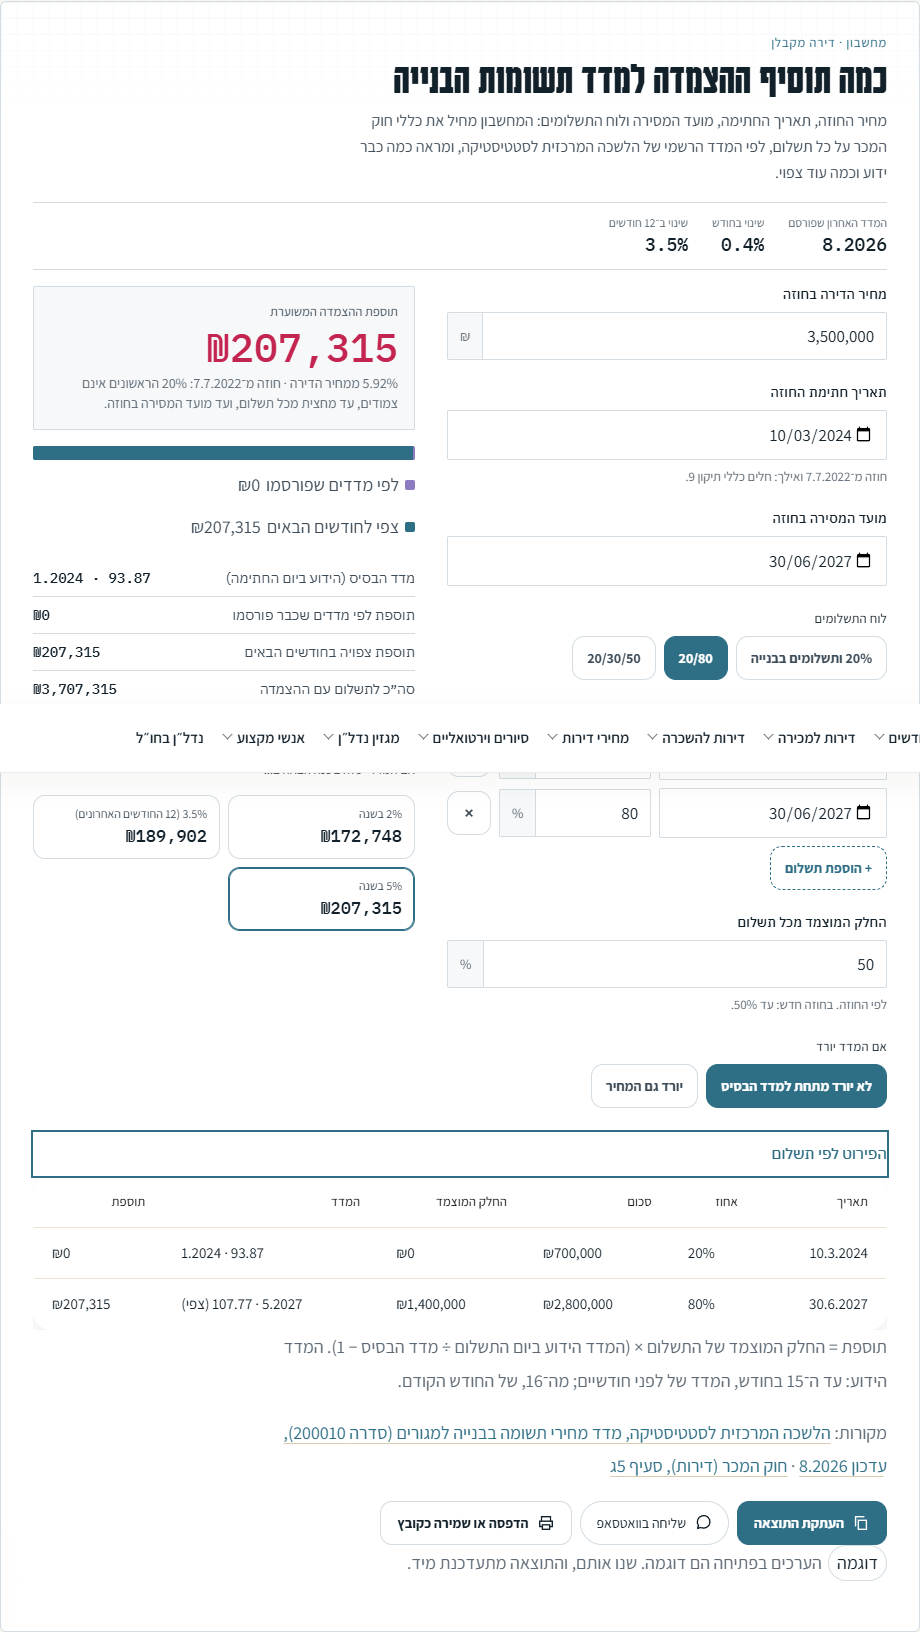 מחשבון · דירה מקבלן
כמה תוסיף ההצמדה למדד תשומות הבנייה
מחיר החוזה, תאריך החתימה, מועד המסירה ולוח התשלומים: המחשבון מחיל את כללי חוק
המכר על כל תשלום, לפי המדד הרשמי של הלשכה המרכזית לסטטיסטיקה, ומראה כמה כבר
ידוע וכמה עוד צפוי.
המדד האחרון שפורסם
8.2026
שינוי בחודש
0.4%
שינוי ב־12 חודשים
3.5%
מחיר הדירה בחוזה
3,500,000
₪
תאריך חתימת החוזה
10/03/2024
חוזה מ־7.7.2022 ואילך: חלים כללי תיקון 9.
מועד המסירה בחוזה
30/06/2027
לוח התשלומים
20% ותשלומים בבנייה
20/80
20/30/50
תוספת ההצמדה המשוערת
₪207,315
5.92% ממחיר הדירה · חוזה מ־7.7.2022: 20% הראשונים אינם
צמודים, עד מחצית מכל תשלום, ועד מועד המסירה בחוזה.
לפי מדדים שפורסמו ₪0
צפי לחודשים הבאים ₪207,315
מדד הבסיס (הידוע ביום החתימה) 1.2024 · 93.87
תוספת לפי מדדים שכבר פורסמו ₪0
תוספת צפויה בחודשים הבאים ₪207,315
סה״כ לתשלום עם ההצמדה ₪3,707,315
דשים דירות למכירה דירות להשכרה מחירי דירות סיורים וירטואליים מגזין נדל״ן אנשי מקצוע נדל״ן בחו״ל
30/06/2027
80
%
×
+ הוספת תשלום
החלק המוצמד מכל תשלום
50
%
לפי החוזה. בחוזה חדש: עד 50%.
אם המדד יורד
לא יורד מתחת למדד הבסיס
יורד גם המחיר
2% בשנה
₪172,748
3.5% (12 החודשים האחרונים)
₪189,902
5% בשנה
₪207,315
הפירוט לפי תשלום
תאריך אחוז סכום החלק המוצמד המדד תוספת
10.3.2024 20% ₪700,000 ₪0 1.2024 · 93.87 ₪0
30.6.2027 80% ₪2,800,000 ₪1,400,000 5.2027 · 107.77 (צפי) ₪207,315
תוספת = החלק המוצמד של התשלום × (המדד הידוע ביום התשלום ÷ מדד הבסיס − 1). המדד
הידוע: עד ה־15 בחודש, המדד של לפני חודשיים; מה־16, של החודש הקודם.
מקורות: הלשכה המרכזית לסטטיסטיקה, מדד מחירי תשומה בבנייה למגורים (סדרה 200010),
עדכון 8.2026 · חוק המכר (דירות), סעיף 5ג
העתקת התוצאה
שליחה בוואטסאפ
הדפסה או שמירה כקובץ
דוגמה הערכים בפתיחה הם דוגמה. שנו אותם, והתוצאה מתעדכנת מיד.